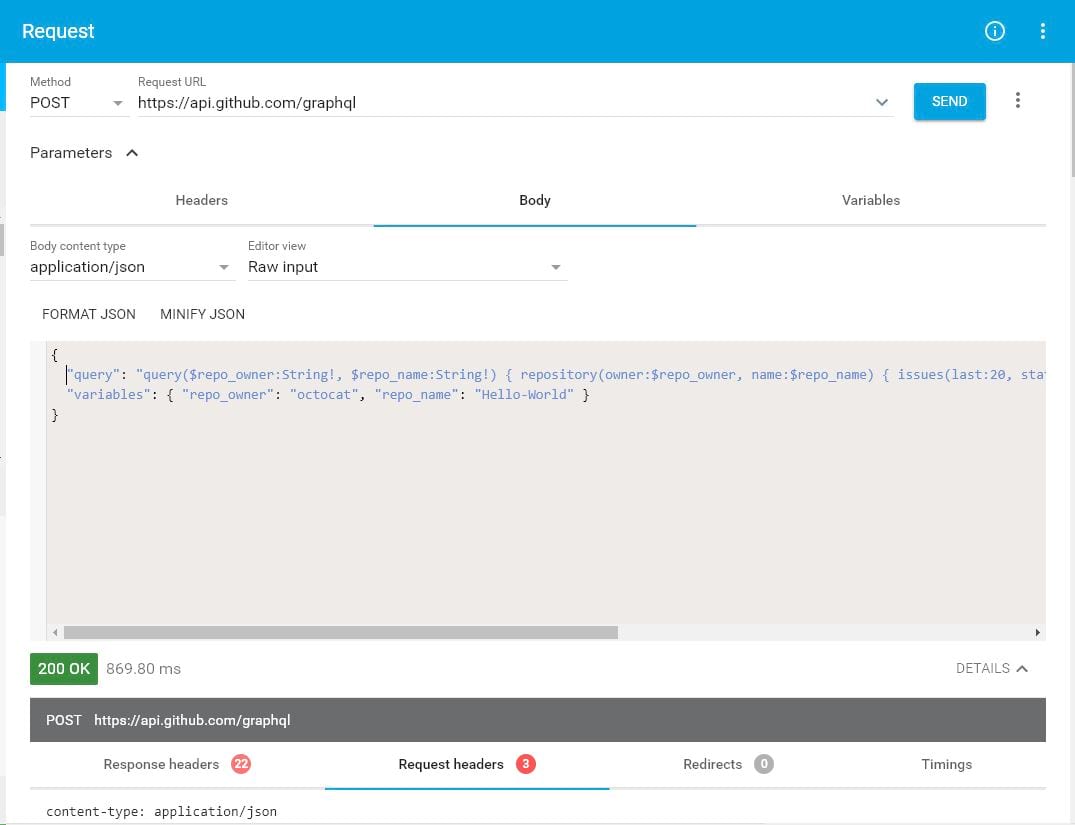 Request
Method
Request URL
POST
https://api.github.com/graphql
SEND
Parameters
Headers
Body
Variables
Body content type
Editor view
application/json
Raw input
FORMAT JSON
MINIFY JSON
{
"query": "query($repo_owner:String!, $repo_name:String!) { repository(owner:$repo_owner, name:$repo_name) { issues(last:20, sta
"variables": { "repo_owner": "octocat", "repo_name": "Hello-World" }
}
200 OK
869.80 ms
DETAILS
POST https://api.github.com/graphql
Response headers 22
Request headers 3
Redirects 0
Timings
content-type: application/json